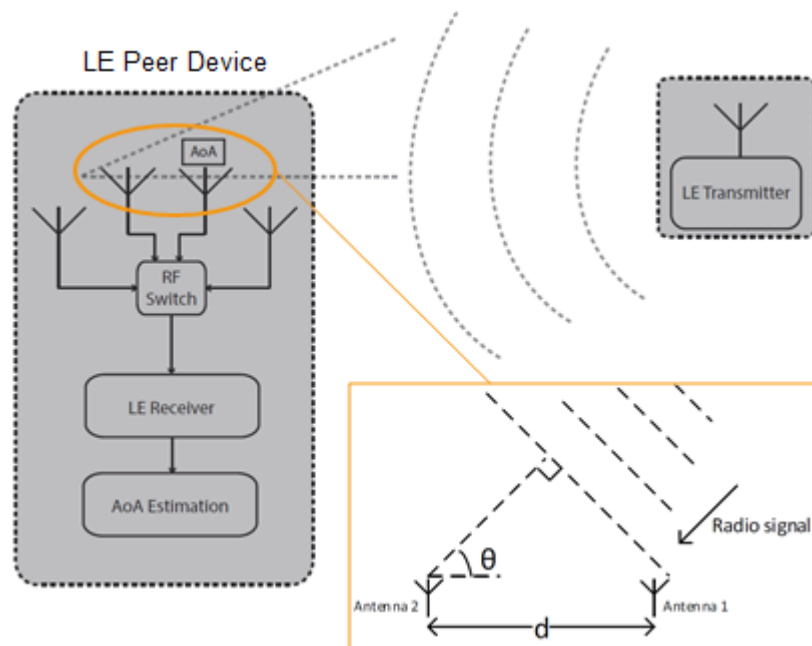 LE Peer Device
AoA
RF
Switch
LE Receiver
AoA Estimation
LE Transmitter
Radio signal
θ
Antenna 2
Antenna 1
d